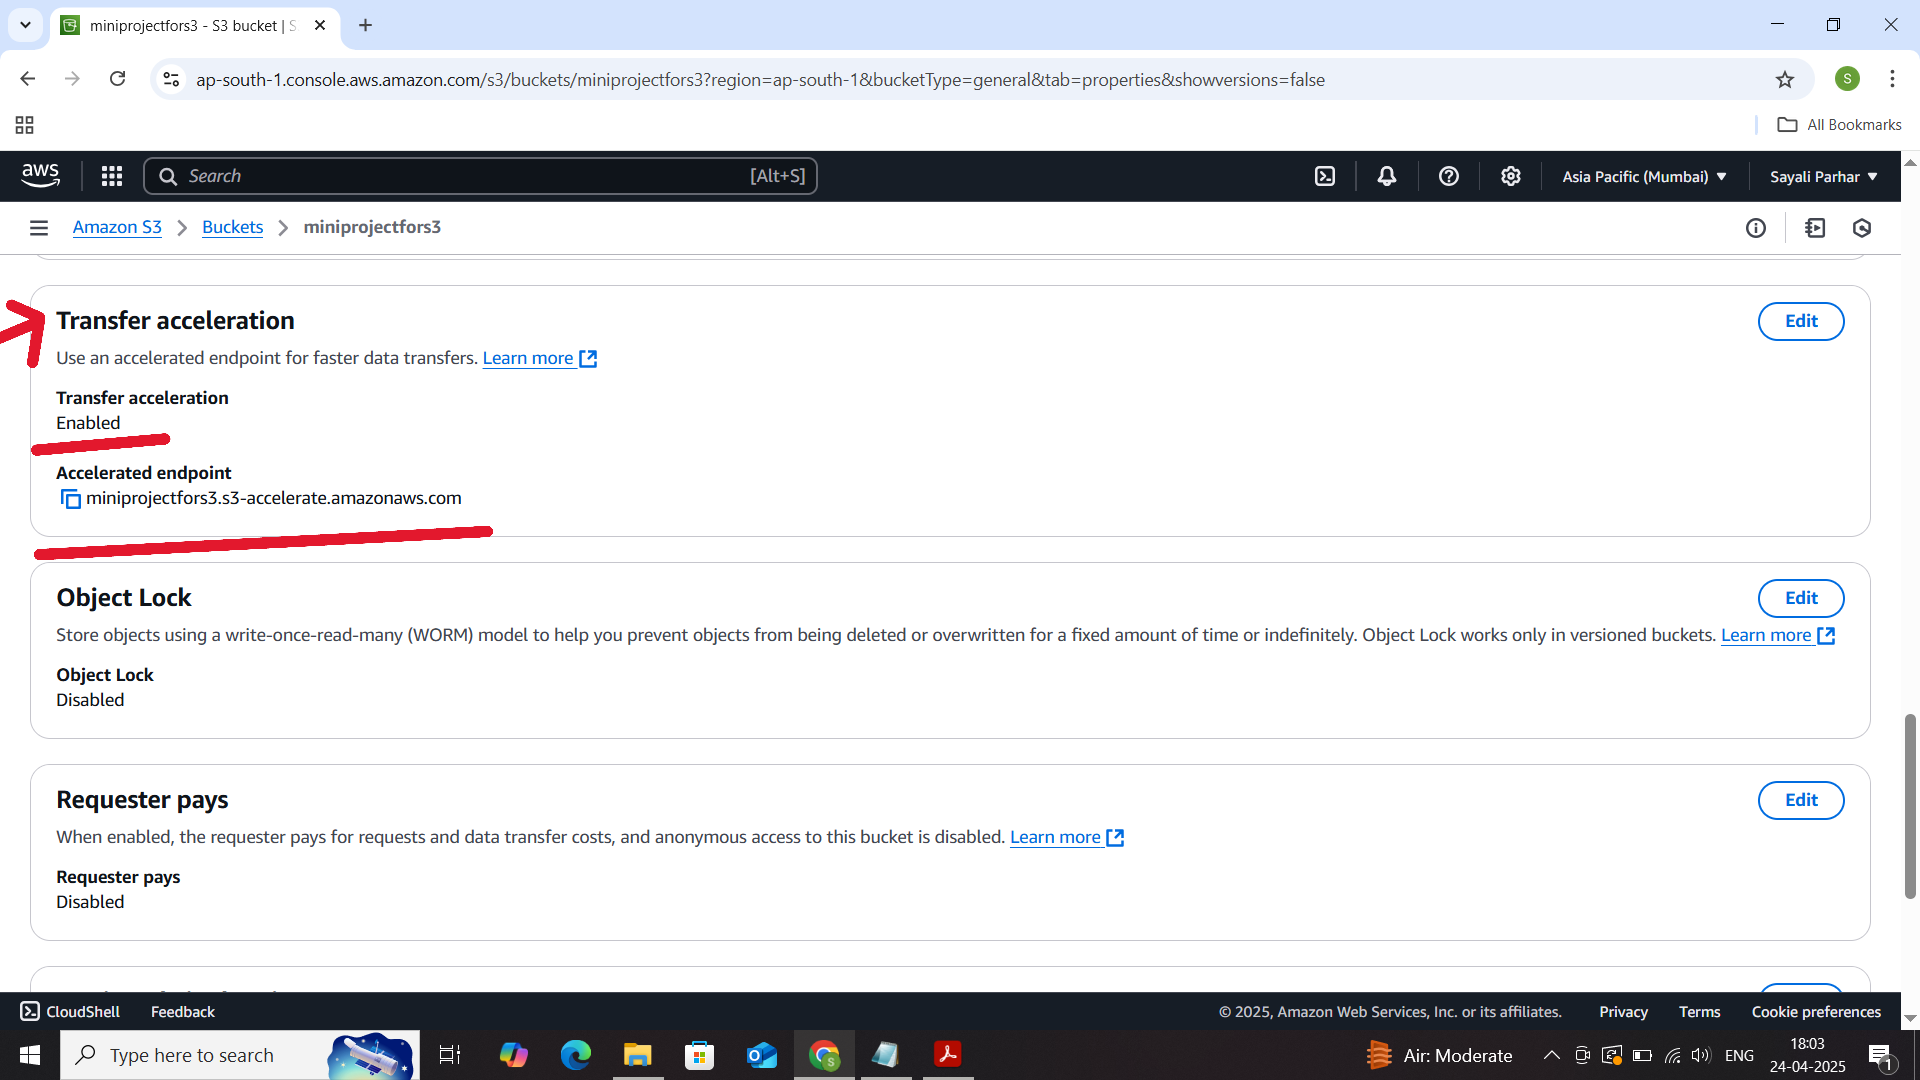 miniprojectfors3 - S3 bucket | S
ap-south-1.console.aws.amazon.com/s3/buckets/miniprojectfors3?region=ap-south-1&bucketType=general&tab=properties&showversions=false
S
All Bookmarks
aws
Search
[Alt+S]
Asia Pacific (Mumbai)
Sayali Parhar
Amazon S3
Buckets
miniprojectfors3
Transfer acceleration
Edit
Use an accelerated endpoint for faster data transfers. Learn more
Transfer acceleration
Enabled
Accelerated endpoint
miniprojectfors3.s3-accelerate.amazonaws.com
Object Lock
Edit
Store objects using a write-once-read-many (WORM) model to help you prevent objects from being deleted or overwritten for a fixed amount of time or indefinitely. Object Lock works only in versioned buckets. Learn more
Object Lock
Disabled
Requester pays
Edit
When enabled, the requester pays for requests and data transfer costs, and anonymous access to this bucket is disabled. Learn more
Requester pays
Disabled
CloudShell
Feedback
© 2025, Amazon Web Services, Inc. or its affiliates.
Privacy
Terms
Cookie preferences
Type here to search
Air: Moderate
ENG
18:03
24-04-2025
1